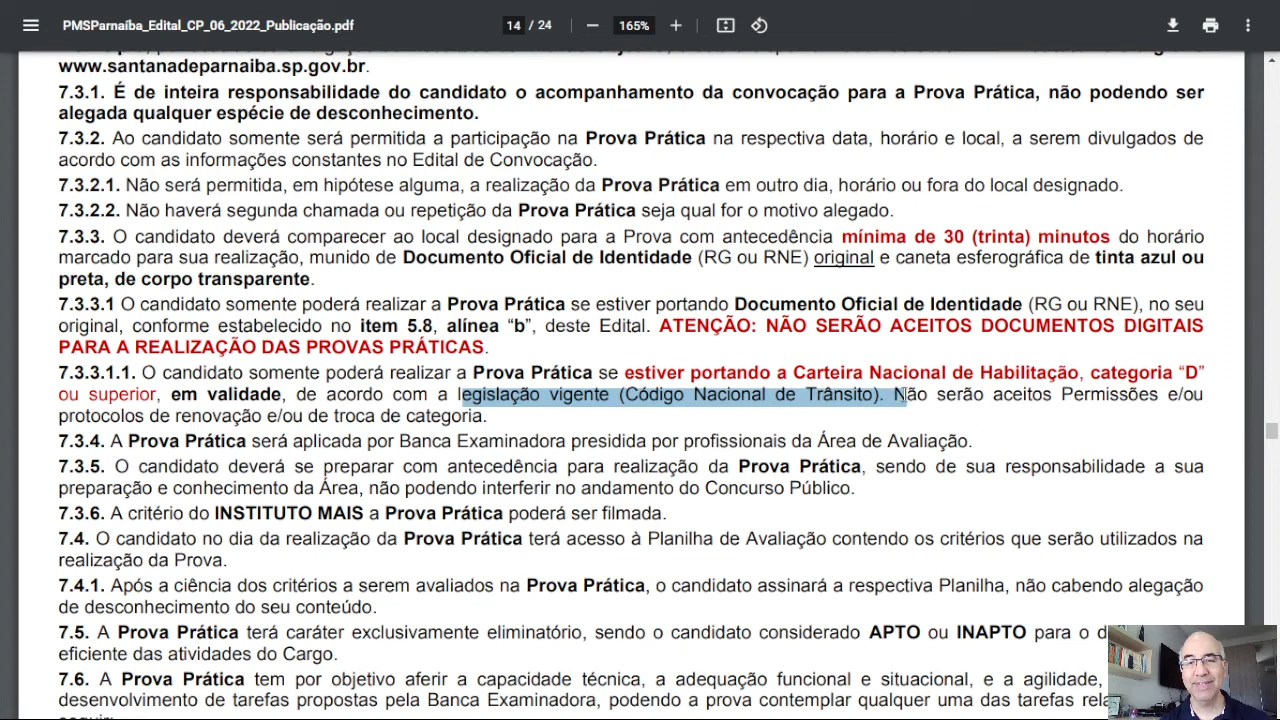 PMSParnaíba_Edital_CP_06_2022_Publicação.pdf
14 / 24
165%
www.santanadeparnaiba.sp.gov.br.
7.3.1. É de inteira responsabilidade do candidato o acompanhamento da convocação para a Prova Prática, não podendo ser
alegada qualquer espécie de desconhecimento.
7.3.2. Ao candidato somente será permitida a participação na Prova Prática na respectiva data, horário e local, a serem divulgados de
acordo com as informações constantes no Edital de Convocação.
7.3.2.1. Não será permitida, em hipótese alguma, a realização da Prova Prática em outro dia, horário ou fora do local designado.
7.3.2.2. Não haverá segunda chamada ou repetição da Prova Prática seja qual for o motivo alegado.
7.3.3. O candidato deverá comparecer ao local designado para a Prova com antecedência mínima de 30 (trinta) minutos do horário
marcado para sua realização, munido de Documento Oficial de Identidade (RG ou RNE) original e caneta esferográfica de tinta azul ou
preta, de corpo transparente.
7.3.3.1 O candidato somente poderá realizar a Prova Prática se estiver portando Documento Oficial de Identidade (RG ou RNE), no seu
original, conforme estabelecido no item 5.8, alínea “b”, deste Edital. ATENÇÃO: NÃO SERÃO ACEITOS DOCUMENTOS DIGITAIS
PARA A REALIZAÇÃO DAS PROVAS PRÁTICAS.
7.3.3.1.1. O candidato somente poderá realizar a Prova Prática se estiver portando a Carteira Nacional de Habilitação, categoria “D”
ou superior, em validade, de acordo com a legislação vigente (Código Nacional de Trânsito). Não serão aceitos Permissões e/ou
protocolos de renovação e/ou de troca de categoria.
7.3.4. A Prova Prática será aplicada por Banca Examinadora presidida por profissionais da Área de Avaliação.
7.3.5. O candidato deverá se preparar com antecedência para realização da Prova Prática, sendo de sua responsabilidade a sua
preparação e conhecimento da Área, não podendo interferir no andamento do Concurso Público.
7.3.6. A critério do INSTITUTO MAIS a Prova Prática poderá ser filmada.
7.4. O candidato no dia da realização da Prova Prática terá acesso à Planilha de Avaliação contendo os critérios que serão utilizados na
realização da Prova.
7.4.1. Após a ciência dos critérios a serem avaliados na Prova Prática, o candidato assinará a respectiva Planilha, não cabendo alegação
de desconhecimento do seu conteúdo.
7.5. A Prova Prática terá caráter exclusivamente eliminatório, sendo o candidato considerado APTO ou INAPTO para o
eficiente das atividades do Cargo.
7.6. A Prova Prática tem por objetivo aferir a capacidade técnica, a adequação funcional e situacional, e a agilidade,
desenvolvimento de tarefas propostas pela Banca Examinadora, podendo a prova contemplar qualquer uma das tarefas